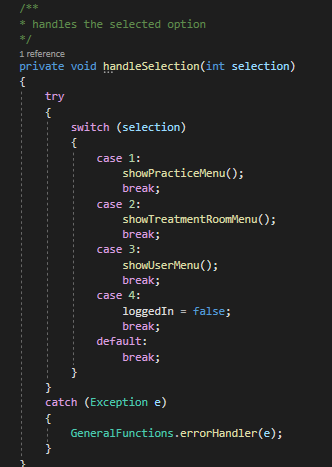 /**
* handles the selected option
*/
1 reference
private void handleSelection(int selection)
{
    try
    {
        switch (selection)
        {
            case 1:
                showPracticeMenu();
                break;
            case 2:
                showTreatmentRoomMenu();
                break;
            case 3:
                showUserMenu();
                break;
            case 4:
                loggedIn = false;
                break;
            default:
                break;
        }
    }
    catch (Exception e)
    {
        GeneralFunctions.errorHandler(e);
    }
}